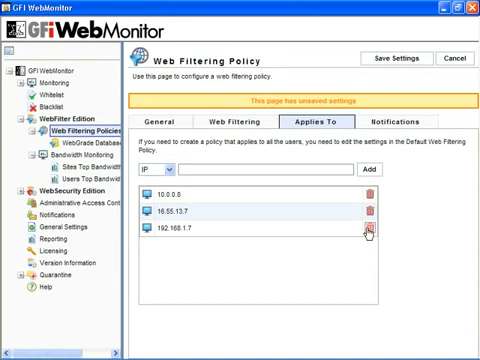 GFI WebMonitor
GFi WebMonitor
Web Filtering Policy
Save Settings
Cancel
Use this page to configure a web filtering policy.
This page has unsaved settings
General
Web Filtering
Applies To
Notifications
If you need to create a policy that applies to all the users, you need to edit the settings in the Default Web Filtering
Policy.
IP
Add
10.0.0.8
16.55.13.7
192.168.1.7
GFI WebMonitor
Monitoring
Whitelist
Blacklist
WebFilter Edition
Web Filtering Policies
WebGrade Database
Bandwidth Monitoring
Sites Top Bandwidt
Users Top Bandwid
WebSecurity Edition
Administrative Access Cont
Notifications
General Settings
Reporting
Licensing
Version Information
Quarantine
Help